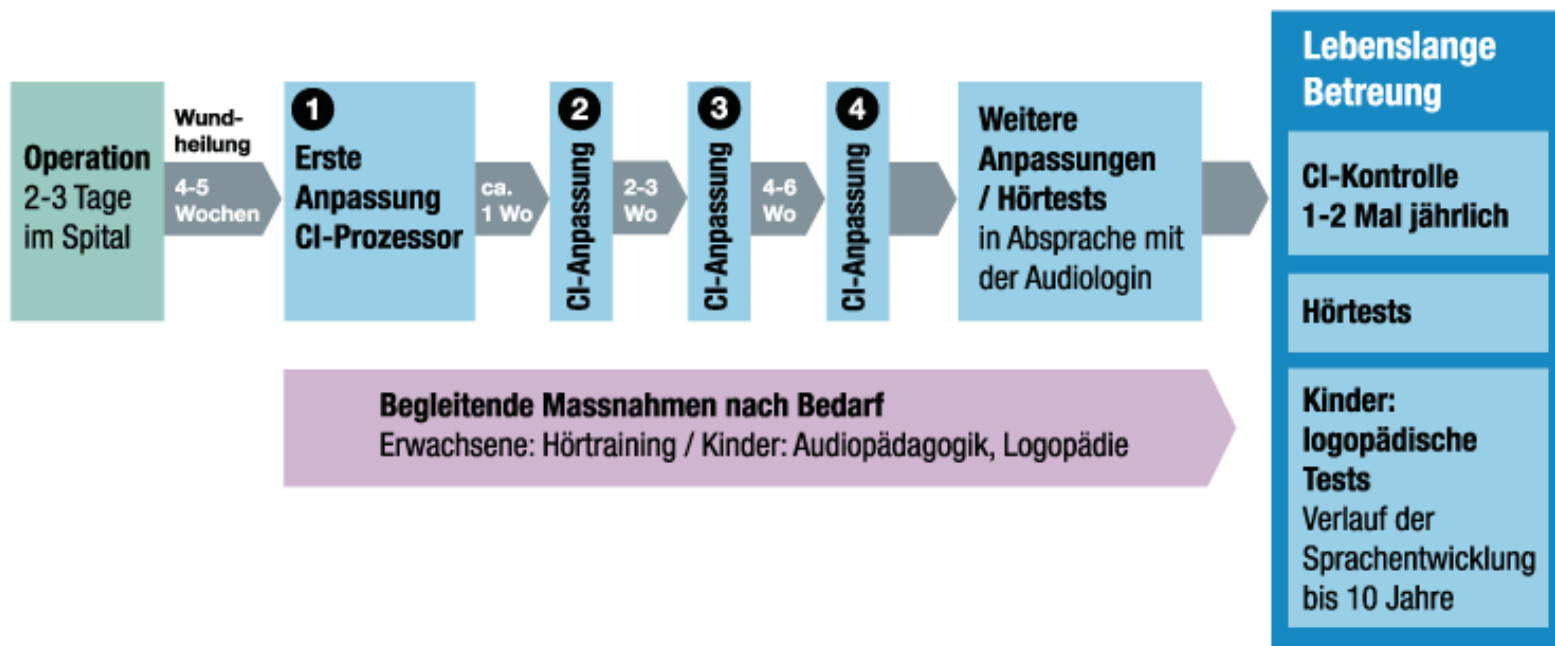 Operation
2-3 Tage
im Spital
Wund-
heilung
4-5
Wochen
1
Erste
Anpassung
CI-Prozessor
ca.
1 Wo
2
CI-Anpassung
2-3
Wo
3
CI-Anpassung
4-6
Wo
4
CI-Anpassung
Weitere
Anpassungen
/ Hörtests
in Absprache mit
der Audiologin
Begleitende Massnahmen nach Bedarf
Erwachsene: Hörtraining / Kinder: Audiopädagogik, Logopädie
Lebenslange
Betreung
CI-Kontrolle
1-2 Mal jährlich
Hörtests
Kinder:
logopädische
Tests
Verlauf der
Sprachentwicklung
bis 10 Jahre